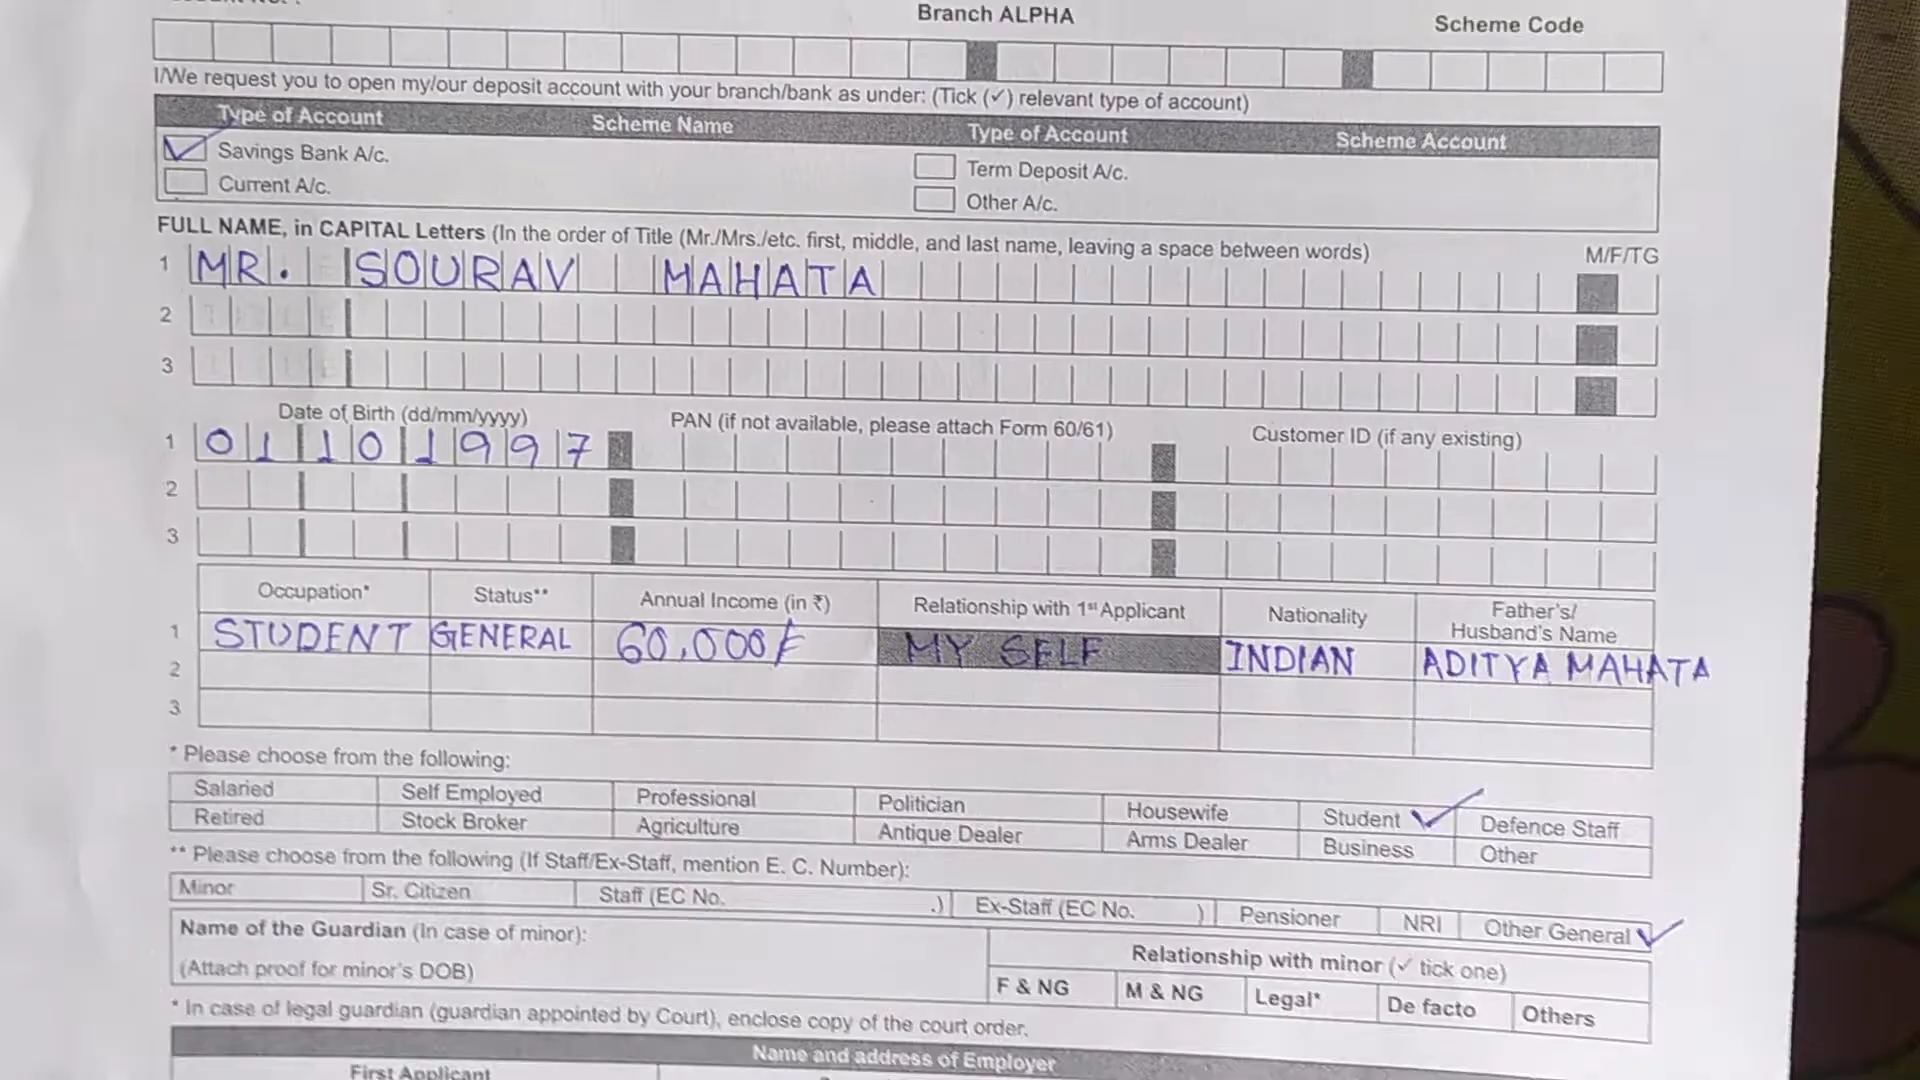 Branch ALPHA Scheme Code
I/We request you to open my/our deposit account with your branch/bank as under: (Tick (✓) relevant type of account)
Type of Account Scheme Name Type of Account Scheme Account
✓ Savings Bank A/c. Term Deposit A/c.
Current A/c. Other A/c.
FULL NAME, in CAPITAL Letters (In the order of Title (Mr./Mrs./etc. first, middle, and last name, leaving a space between words) M/F/TG
1 MR. SOURAV MAHATA
2
3
Date of Birth (dd/mm/yyyy) PAN (if not available, please attach Form 60/61) Customer ID (if any existing)
1 01101997
2
3
Occupation* Status** Annual Income (in ₹) Relationship with 1st Applicant Nationality Father's/
Husband's Name
1 STUDENT GENERAL 60,000/- MY SELF INDIAN ADITYA MAHATA
2
3
* Please choose from the following:
Salaried Self Employed Professional Politician Housewife Student ✓ Defence Staff
Retired Stock Broker Agriculture Antique Dealer Arms Dealer Business Other
** Please choose from the following (If Staff/Ex-Staff, mention E. C. Number):
Minor Sr. Citizen Staff (EC No. .) Ex-Staff (EC No. ) Pensioner NRI Other General ✓
Name of the Guardian (In case of minor): Relationship with minor (✓ tick one)
(Attach proof for minor's DOB) F & NG M & NG Legal* De facto Others
* In case of legal guardian (guardian appointed by Court), enclose copy of the court order.
Name and address of Employer
First Applicant